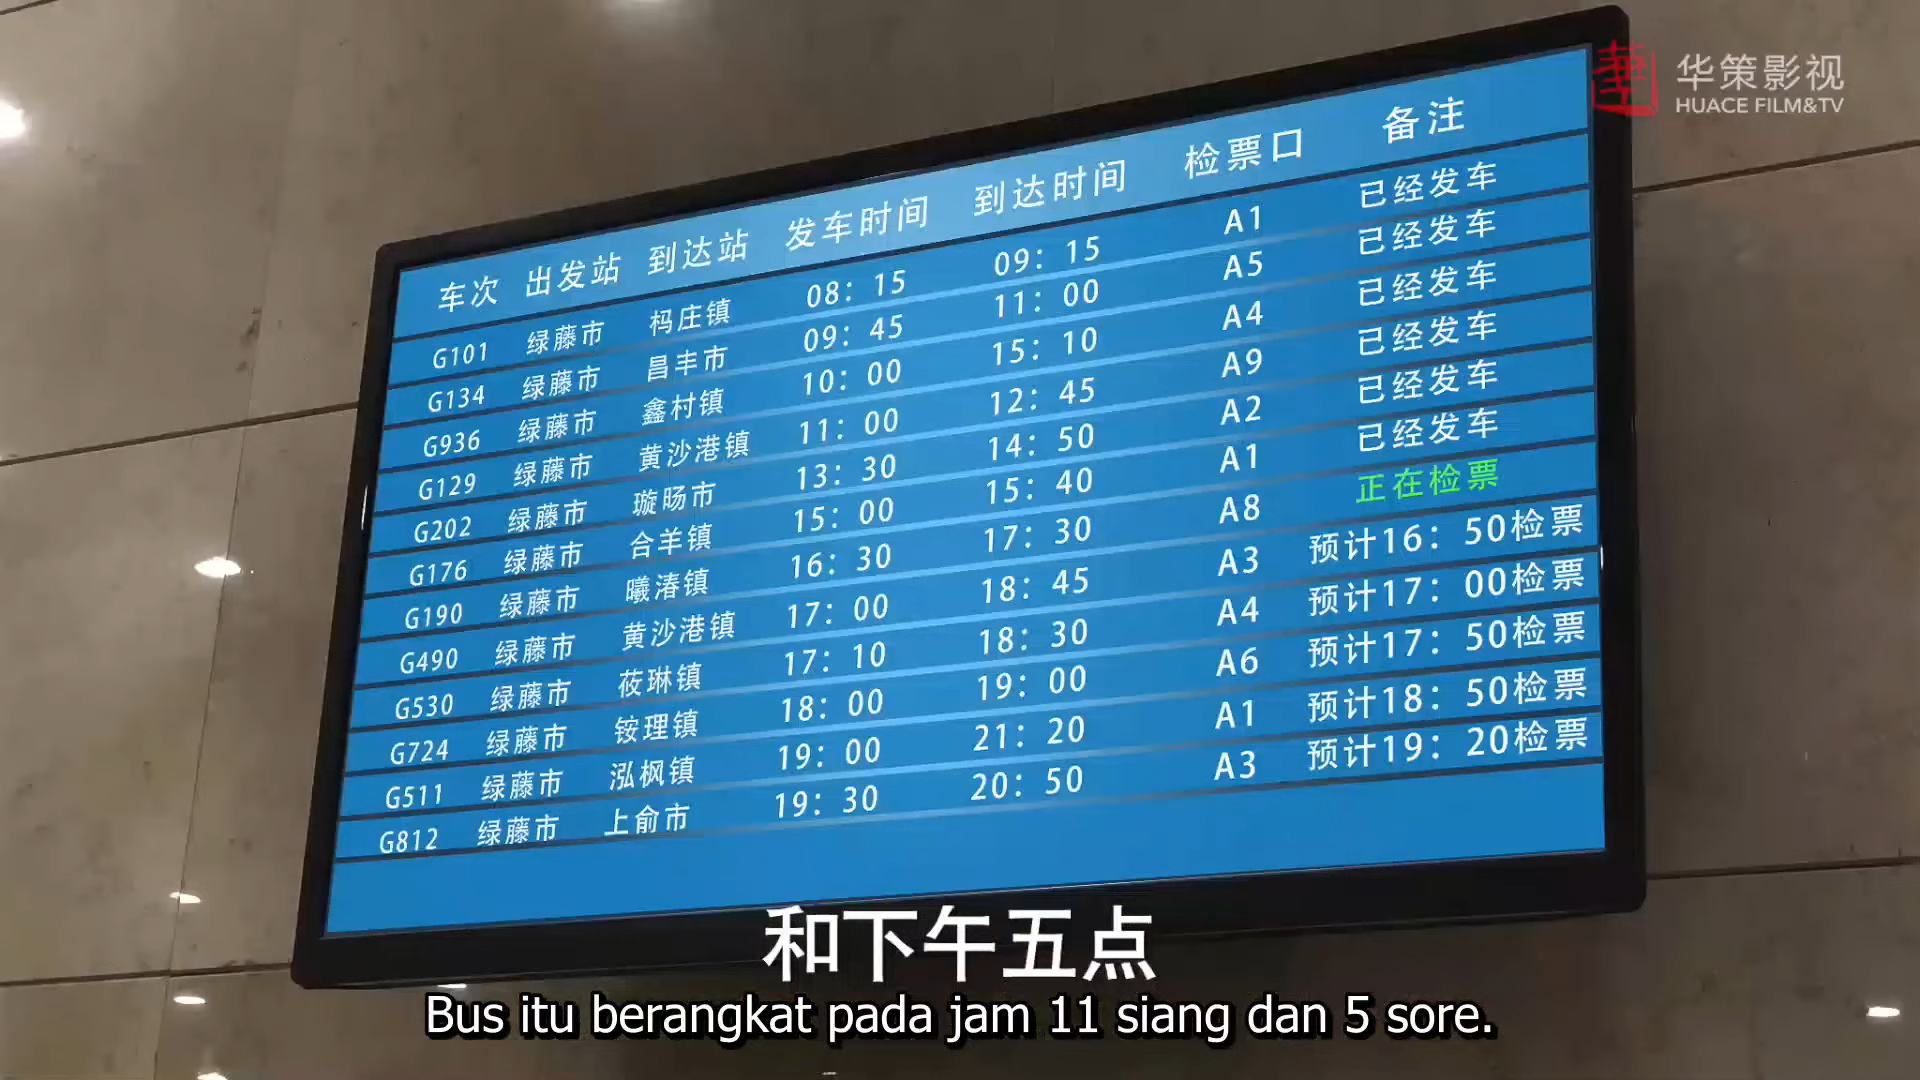 华策影视
HUACE FILM&TV
车次 出发站 到达站 发车时间 到达时间 检票口 备注
G101 绿藤市 杩庄镇 08：15 09：15 A1 已经发车
G134 绿藤市 昌丰市 09：45 11：00 A5 已经发车
G936 绿藤市 鑫村镇 10：00 15：10 A4 已经发车
G129 绿藤市 黄沙港镇 11：00 12：45 A9 已经发车
G202 绿藤市 璇旸市 13：30 14：50 A2 已经发车
G176 绿藤市 合羊镇 15：00 15：40 A1 已经发车
G190 绿藤市 曦湷镇 16：30 17：30 A8 正在检票
G490 绿藤市 黄沙港镇 17：00 18：45 A3 预计16：50检票
G530 绿藤市 莜琳镇 17：10 18：30 A4 预计17：00检票
G724 绿藤市 铵理镇 18：00 19：00 A6 预计17：50检票
G511 绿藤市 泓枫镇 19：00 21：20 A1 预计18：50检票
G812 绿藤市 上俞市 19：30 20：50 A3 预计19：20检票
和下午五点
Bus itu berangkat pada jam 11 siang dan 5 sore.